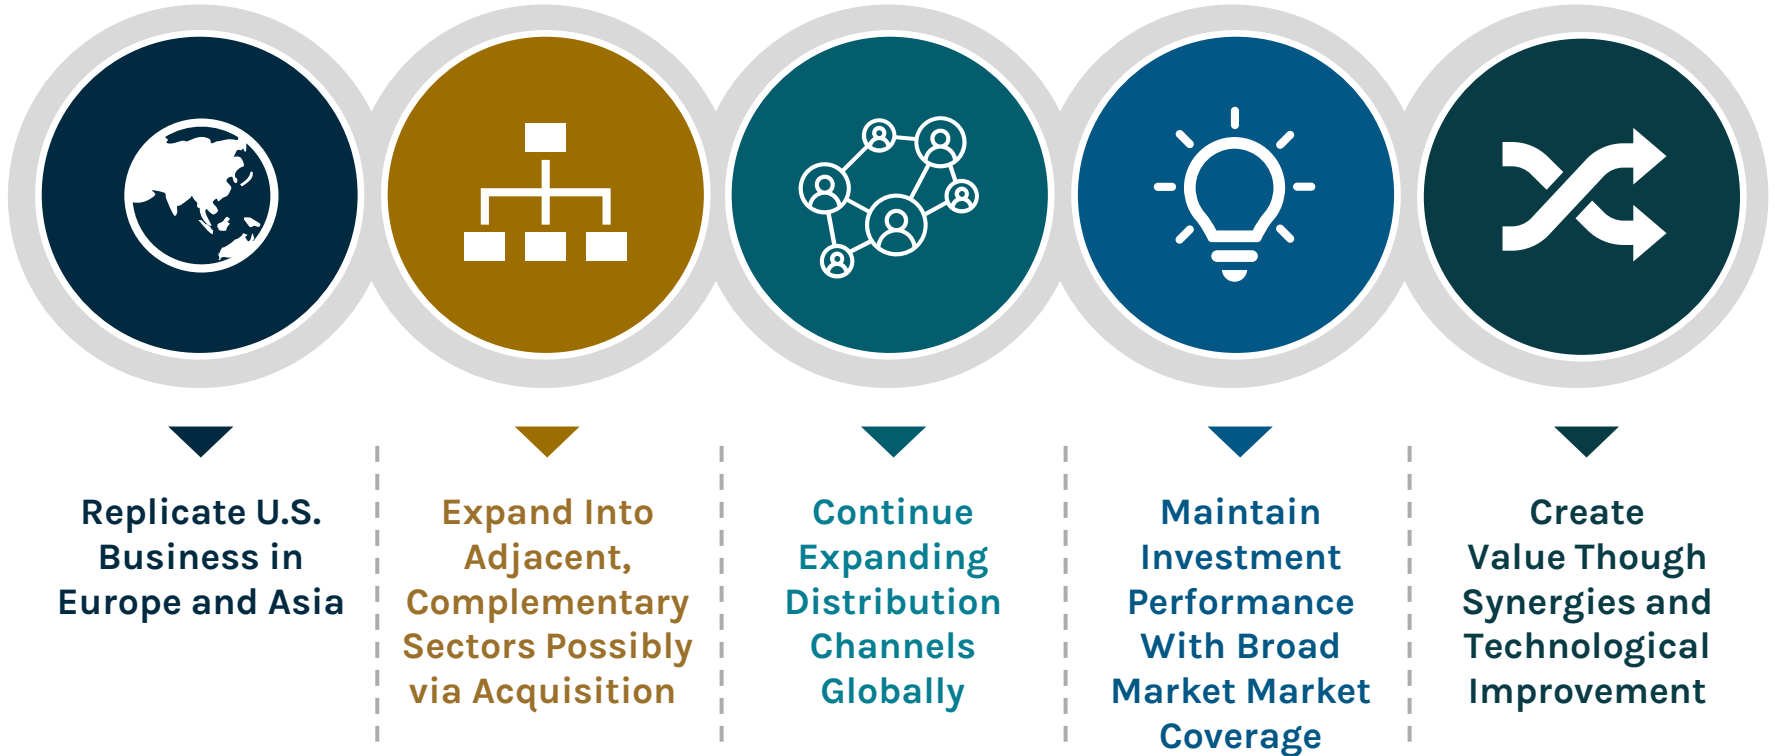 Replicate U.S.
Business in
Europe and Asia
Expand Into
Adjacent,
Complementary
Sectors Possibly
via Acquisition
Continue
Expanding
Distribution
Channels
Globally
Maintain
Investment
Performance
With Broad
Market Market
Coverage
Create
Value Though
Synergies and
Technological
Improvement